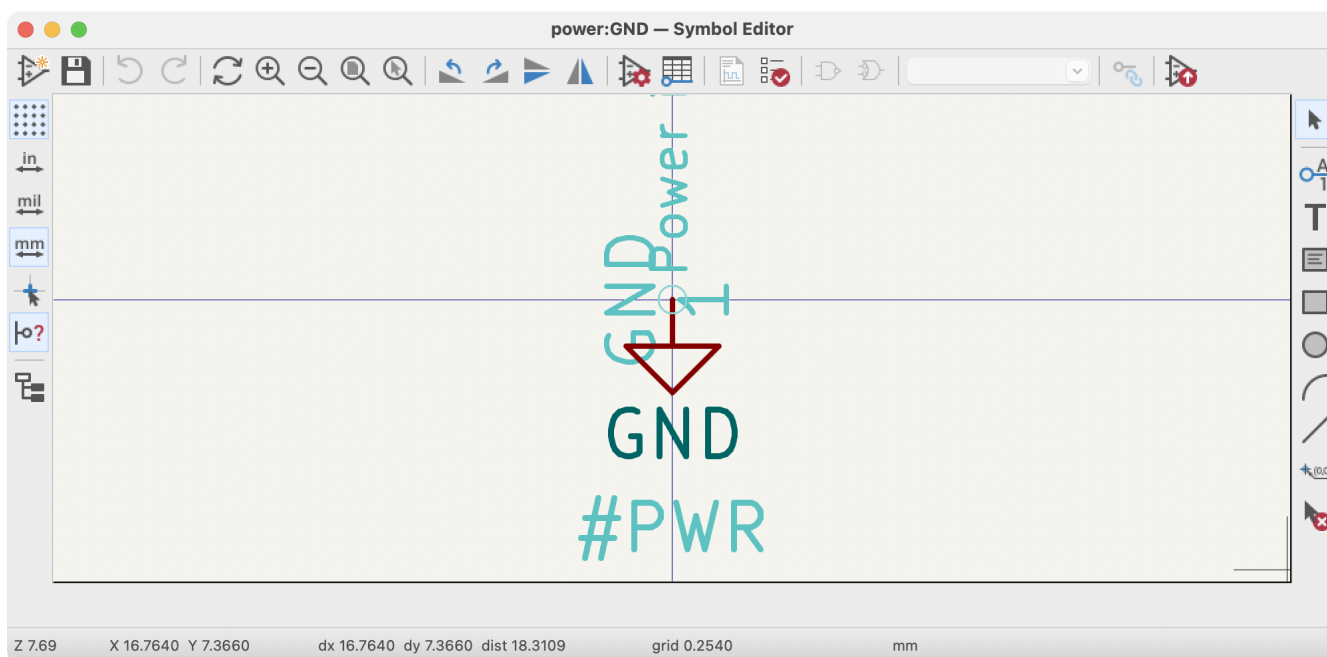 power:GND — Symbol Editor
in
mil
mm
A
1
T
Power
GND
1
GND
#PWR
Z 7.69 X 16.7640 Y 7.3660 dx 16.7640 dy 7.3660 dist 18.3109 grid 0.2540 mm